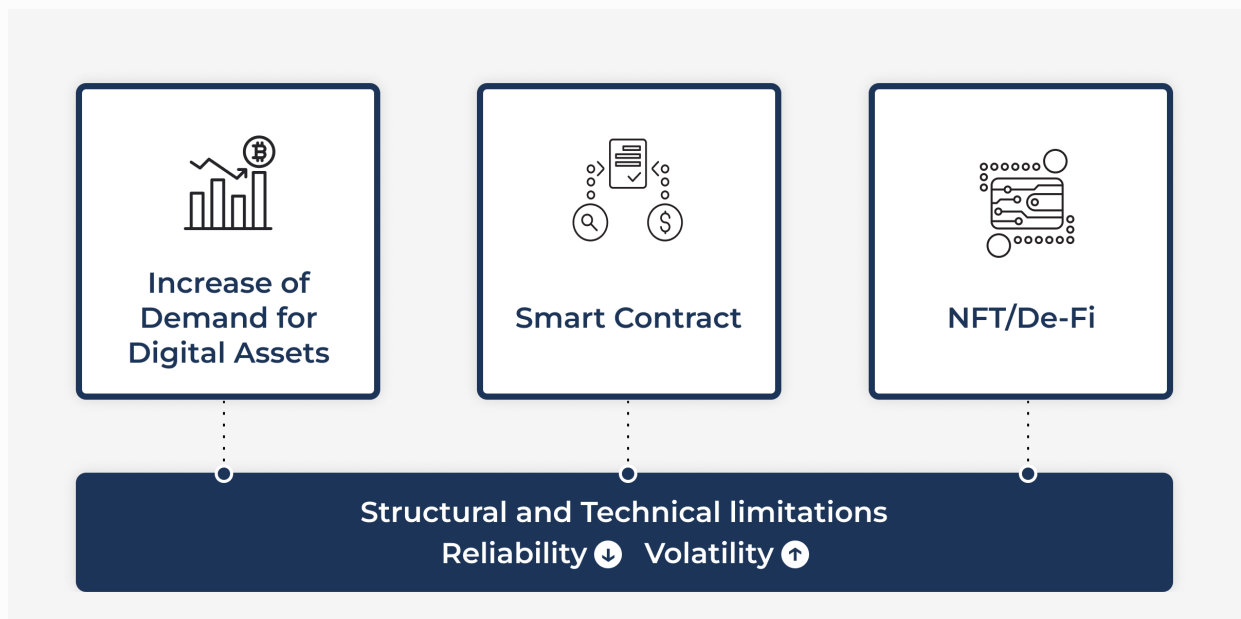 Increase of
Demand for
Digital Assets
Smart Contract
NFT/De-Fi
Structural and Technical limitations
Reliability Volatility